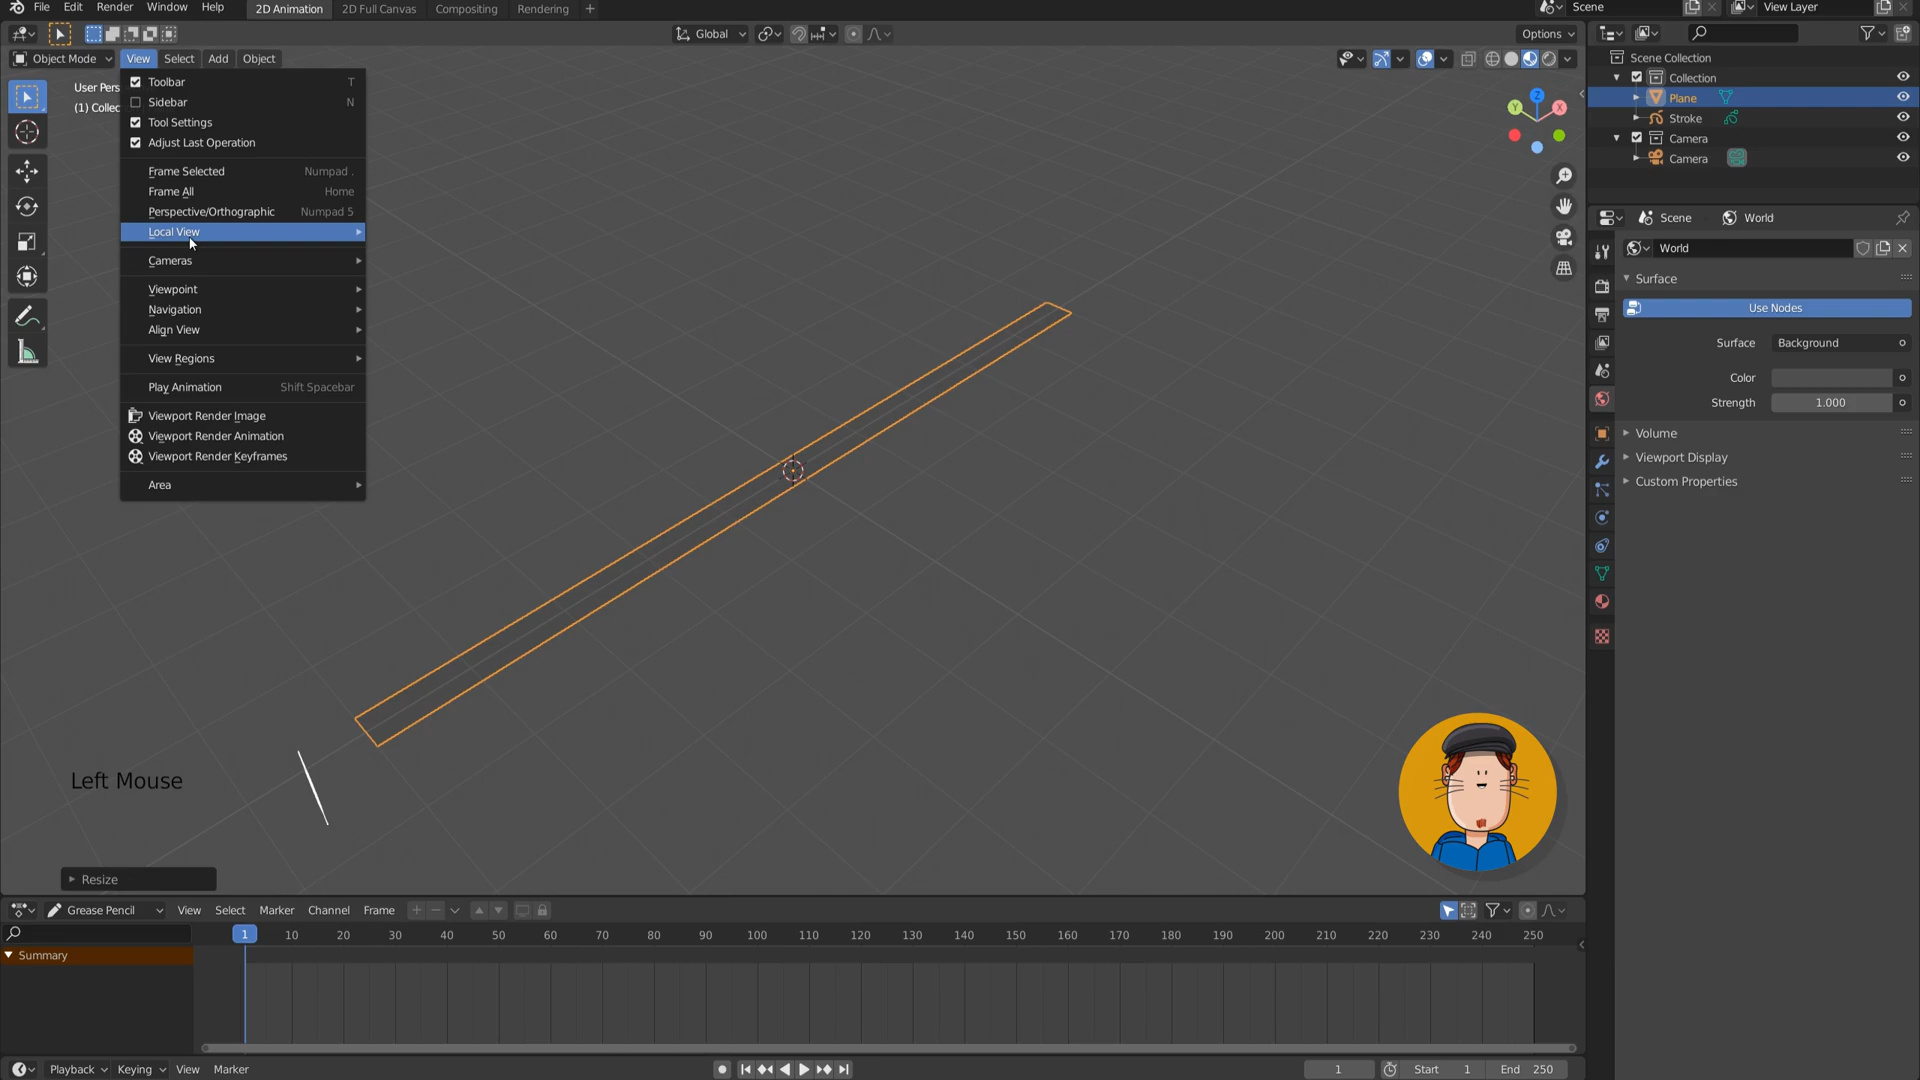 File Edit Render Window Help 2D Animation 2D Full Canvas Compositing Rendering + Scene View Layer
Global Options
Object Mode View Select Add Object
User Pers
(1) Collec
Toolbar T
Sidebar N
Tool Settings
Adjust Last Operation
Frame Selected Numpad .
Frame All Home
Perspective/Orthographic Numpad 5
Local View
Cameras
Viewpoint
Navigation
Align View
View Regions
Play Animation Shift Spacebar
Viewport Render Image
Viewport Render Animation
Viewport Render Keyframes
Area
Z
Y X
Scene Collection
Collection
Plane
Stroke
Camera
Camera
Scene World
World
Surface
Use Nodes
Surface Background
Color
Strength 1.000
Volume
Viewport Display
Custom Properties
Left Mouse
Resize
Grease Pencil View Select Marker Channel Frame
1 10 20 30 40 50 60 70 80 90 100 110 120 130 140 150 160 170 180 190 200 210 220 230 240 250
Summary
Playback Keying View Marker 1 Start 1 End 250